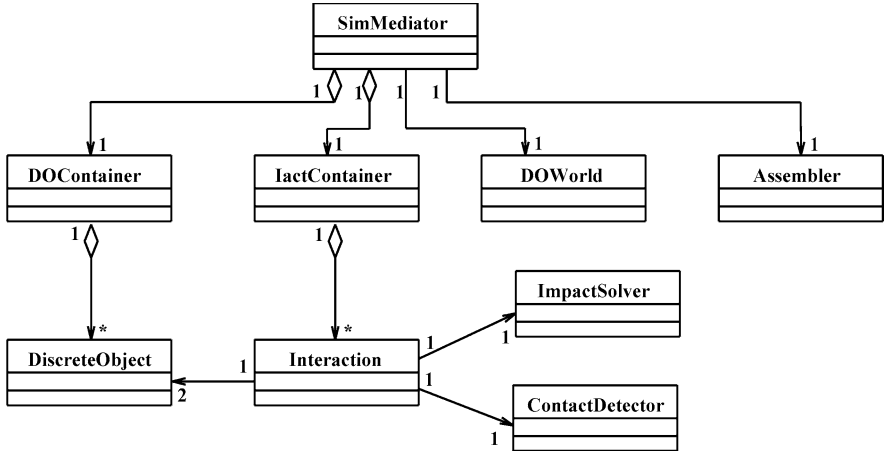 SimMediator
1 1 1 1
1 1 1 1
DOContainer IactContainer DOWorld Assembler
1 1
ImpactSolver
* * 1 1
DiscreteObject 1 Interaction
2 1
ContactDetector
1